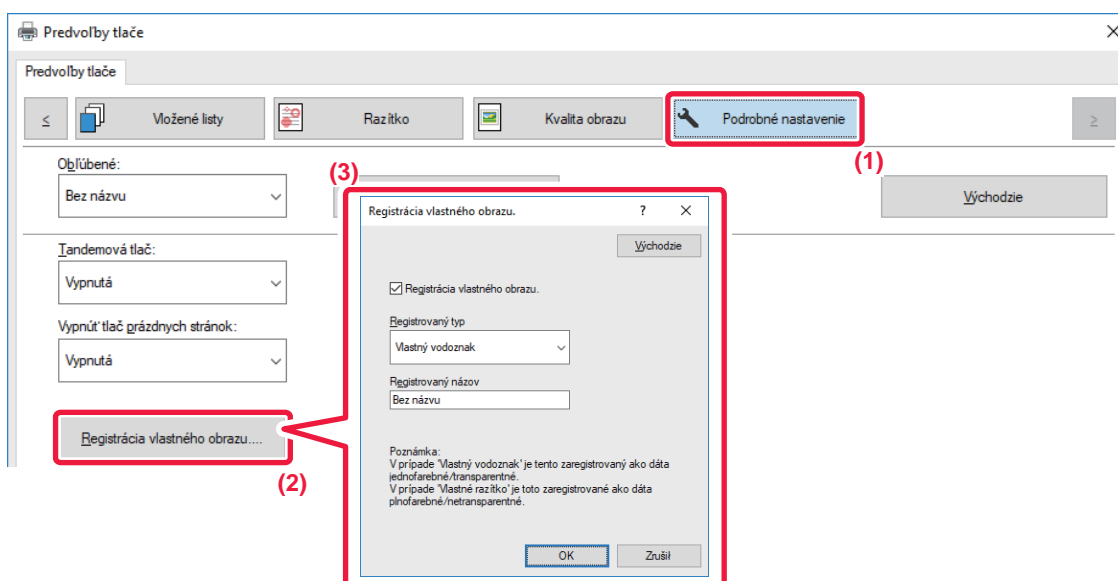 Predvoľby tlače
Predvoľby tlače
<
Vložené listy
Razítko
Kvalita obrazu
Podrobné nastavenie
>
(1)
Obľúbené:
Bez názvu
(3)
Východzie
Tandemová tlač:
Vypnutá
Vypnúť tlač prázdnych stránok:
Vypnutá
Registrácia vlastného obrazu....
(2)
Registrácia vlastného obrazu.
?
Východzie
Registrácia vlastného obrazu.
Registrovaný typ
Vlastný vodoznak
Registrovaný názov
Bez názvu
Poznámka:
V prípade 'Vlastný vodoznak' je tento zaregistrovaný ako dáta
jednofarebné/transparentné.
V prípade 'Vlastné razítko' je toto zaregistrované ako dáta
plnofarebné/netransparentné.
OK
Zrušiť